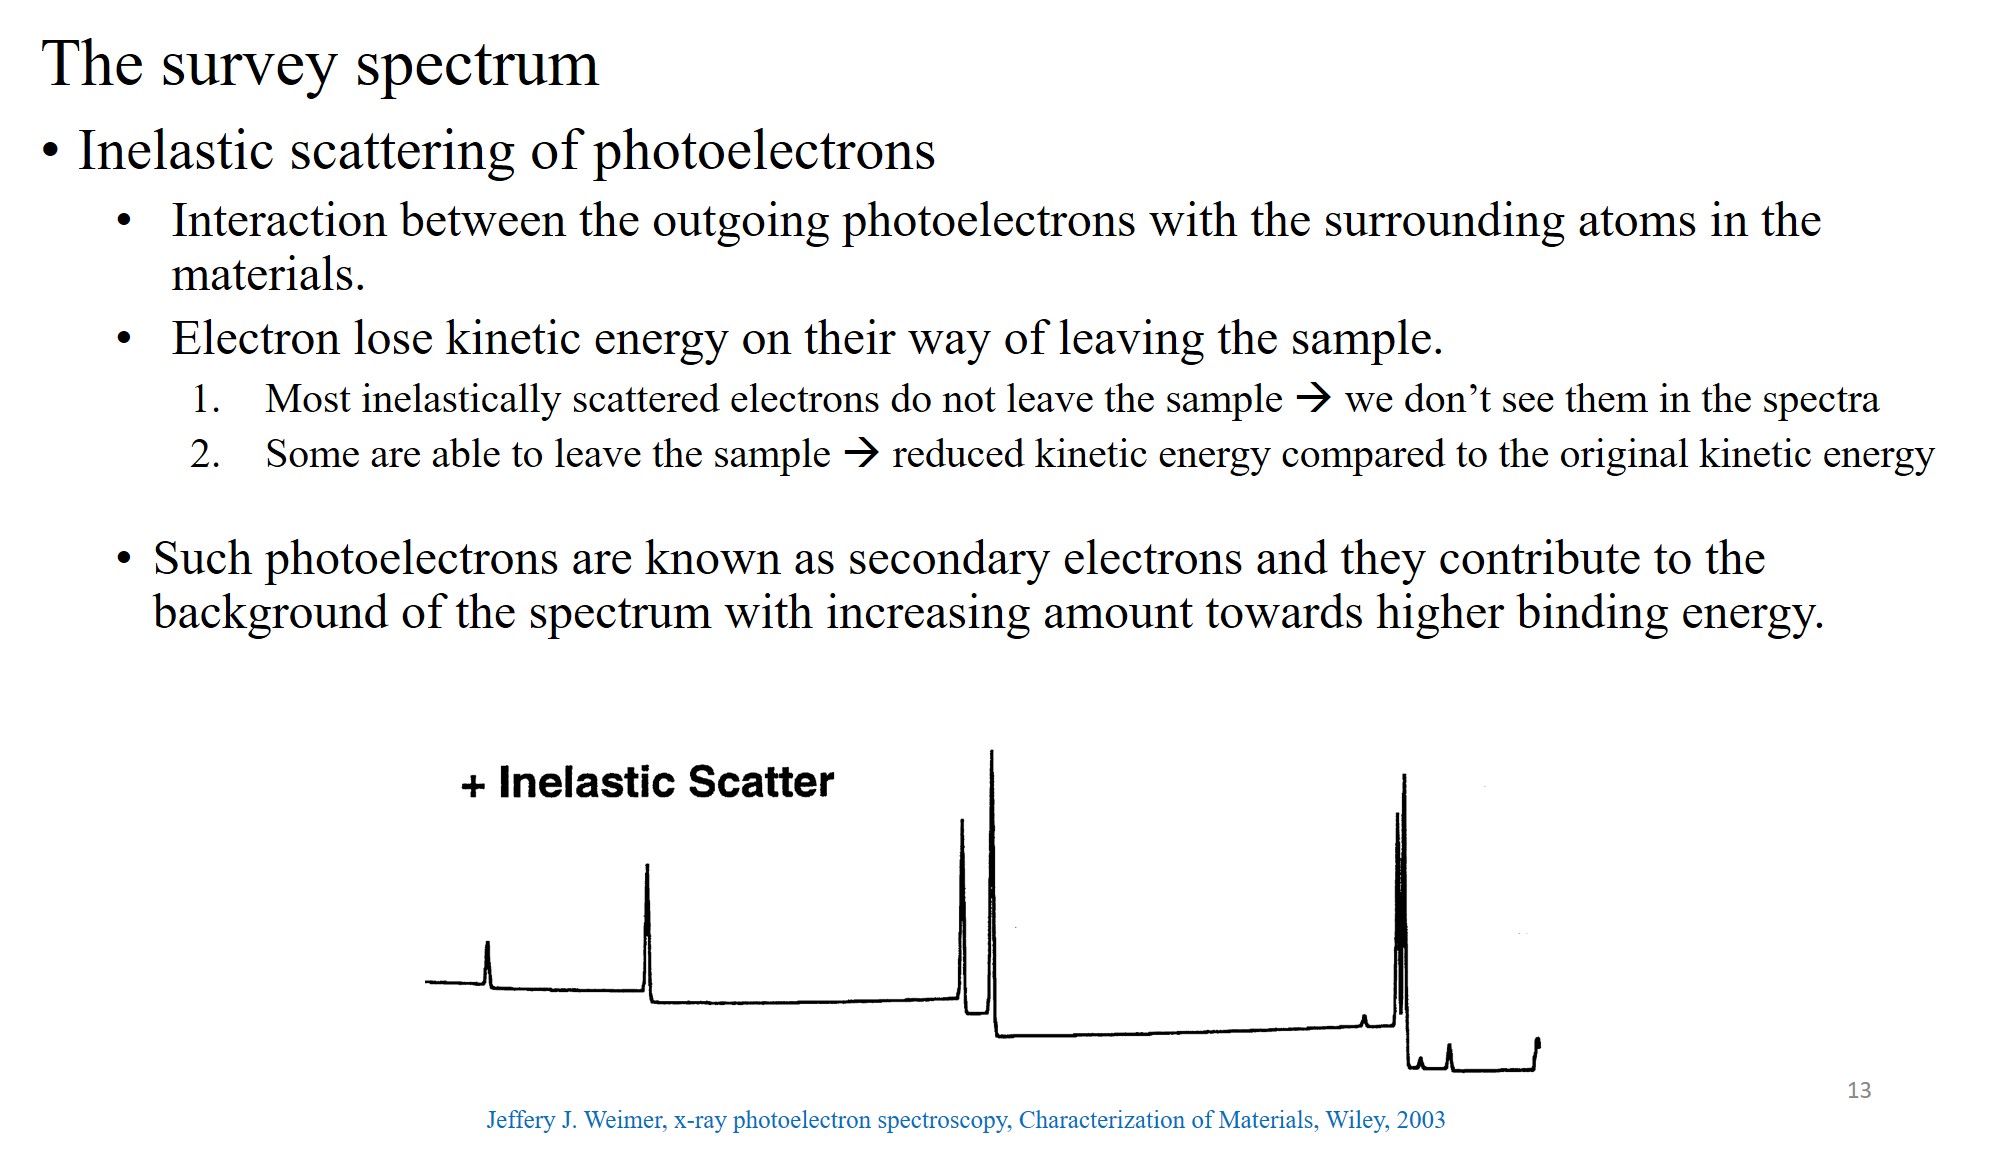 The survey spectrum
• Inelastic scattering of photoelectrons
• Interaction between the outgoing photoelectrons with the surrounding atoms in the
materials.
• Electron lose kinetic energy on their way of leaving the sample.
1. Most inelastically scattered electrons do not leave the sample → we don’t see them in the spectra
2. Some are able to leave the sample → reduced kinetic energy compared to the original kinetic energy
• Such photoelectrons are known as secondary electrons and they contribute to the
background of the spectrum with increasing amount towards higher binding energy.
+ Inelastic Scatter
13
Jeffery J. Weimer, x-ray photoelectron spectroscopy, Characterization of Materials, Wiley, 2003